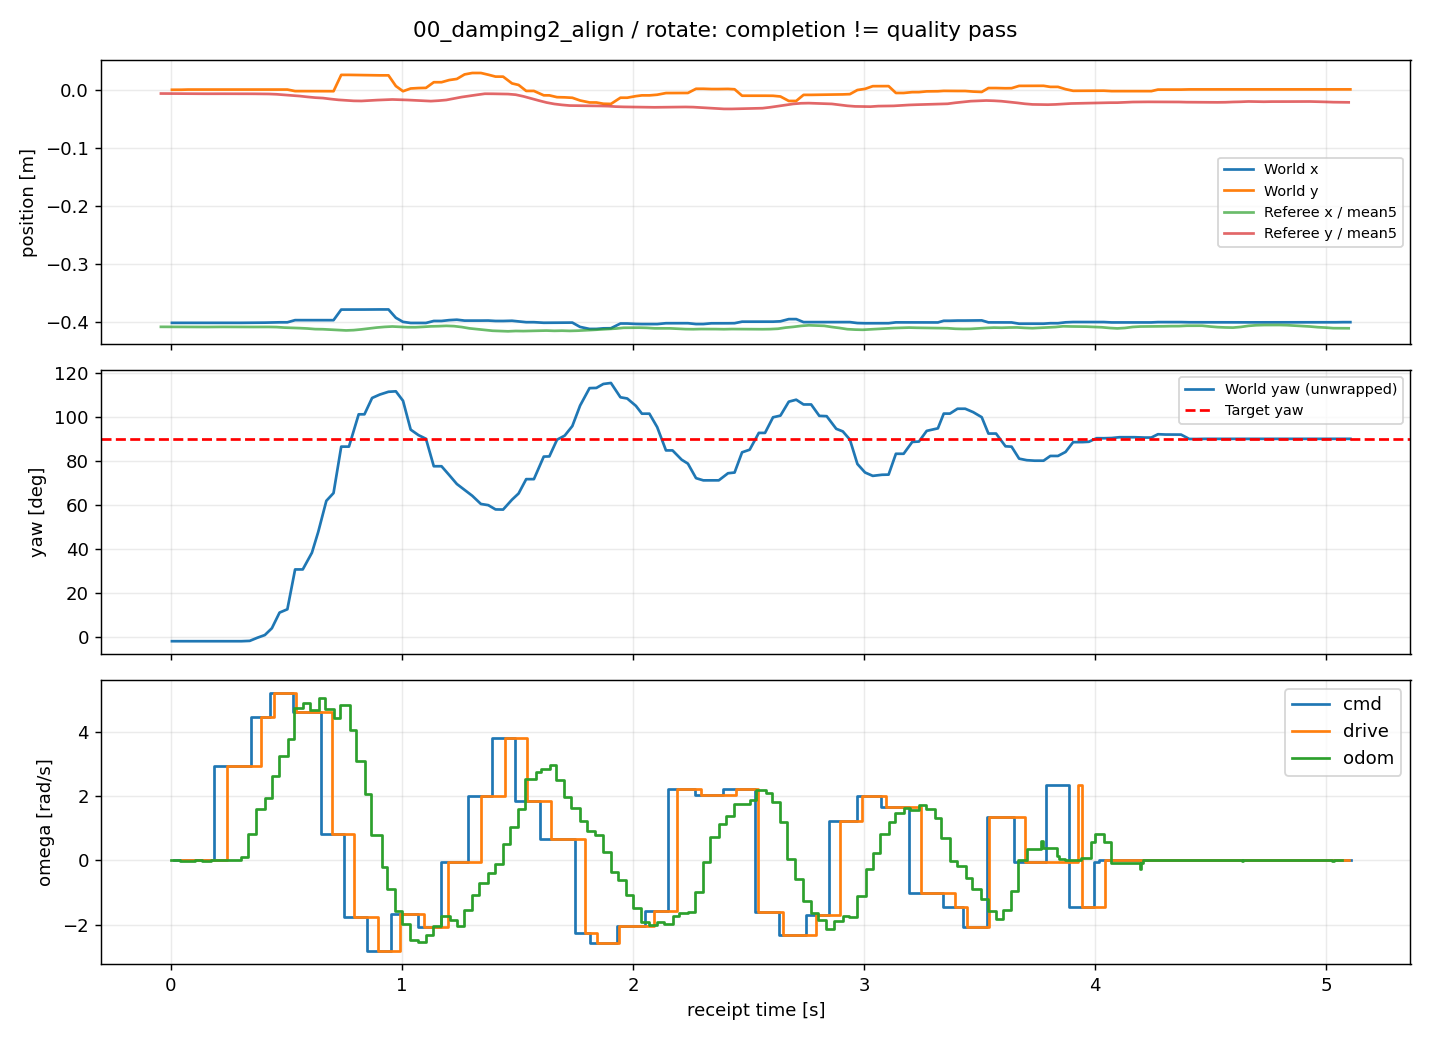 00_damping2_align / rotate: completion != quality pass
0.0
−0.1
−0.2
−0.3
−0.4
position [m]
World x
World y
Referee x / mean5
Referee y / mean5
120
100
80
60
40
20
0
yaw [deg]
World yaw (unwrapped)
Target yaw
4
2
0
−2
omega [rad/s]
cmd
drive
odom
0
1
2
3
4
5
receipt time [s]